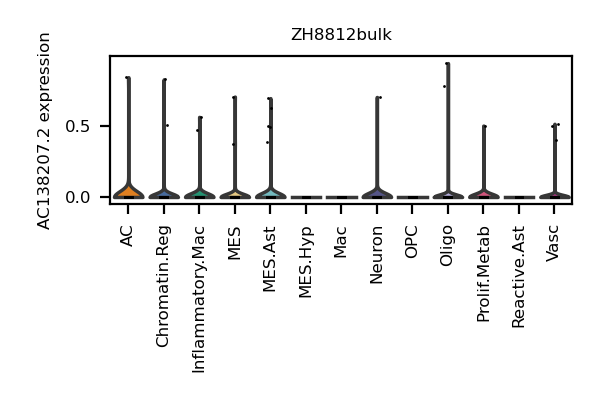 ZH8812bulk
AC138207.2 expression
0.5
0.0
AC
Chromatin.Reg
Inflammatory.Mac
MES
MES.Ast
MES.Hyp
Mac
Neuron
OPC
Oligo
Prolif.Metab
Reactive.Ast
Vasc